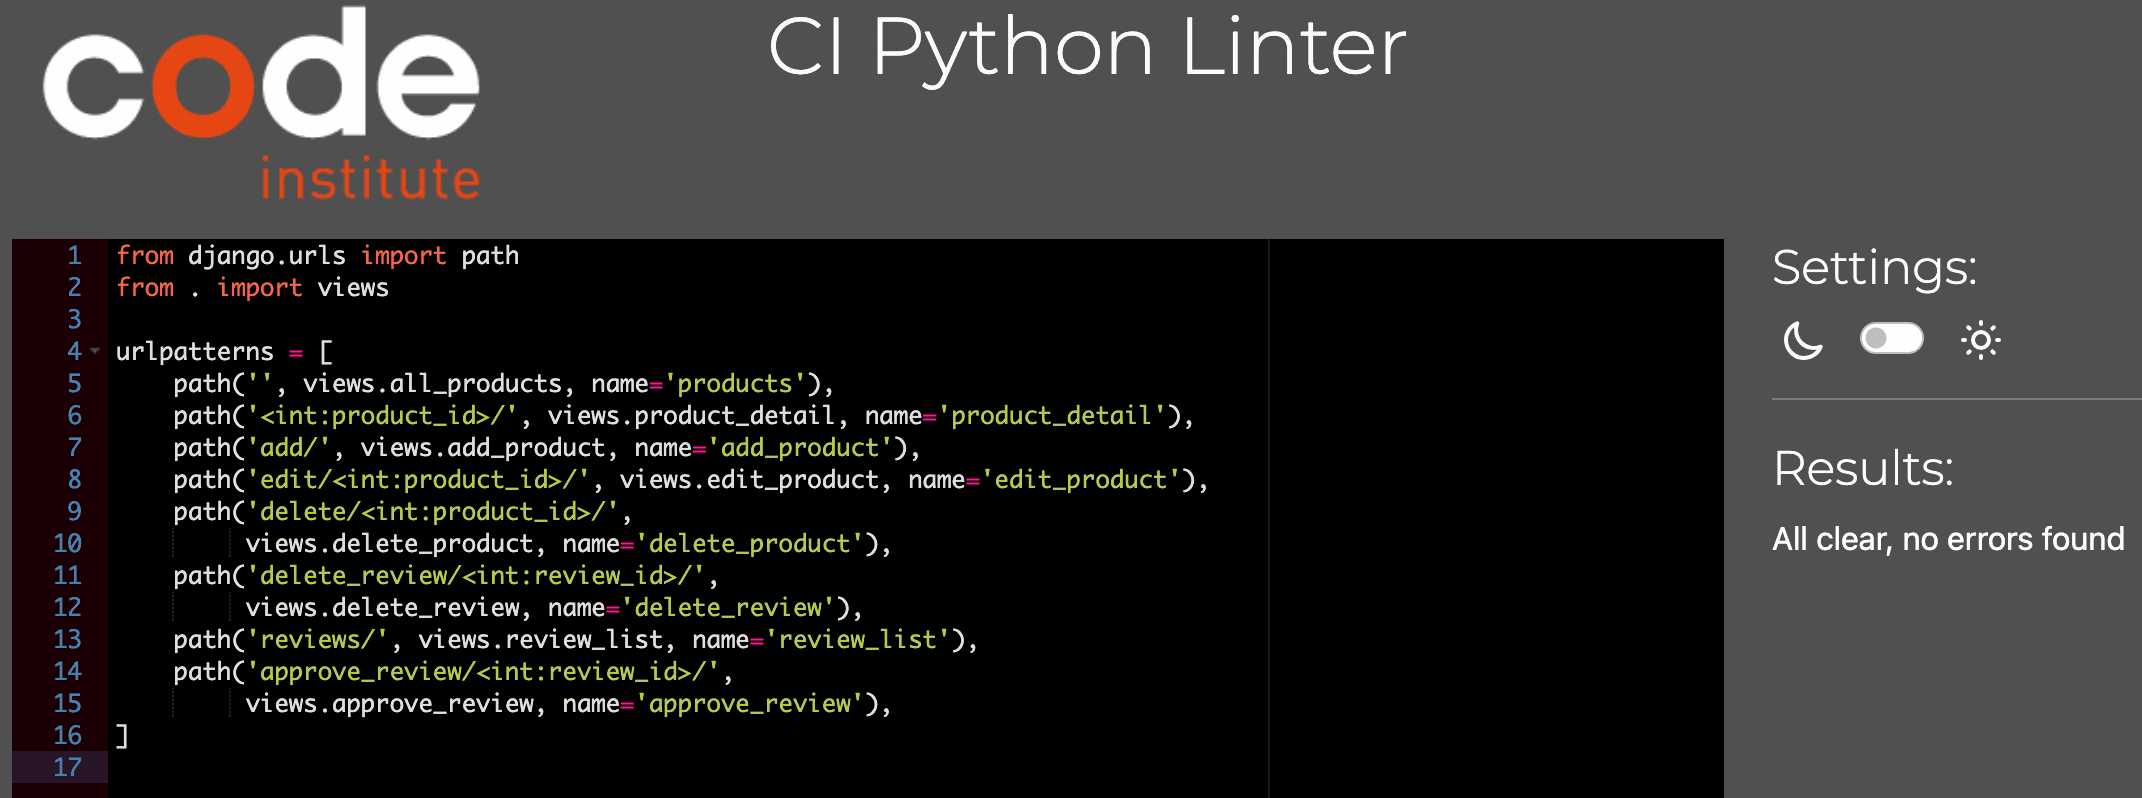 code
institute
CI Python Linter
1 from django.urls import path
2 from . import views
3
4 urlpatterns = [
5     path('', views.all_products, name='products'),
6     path('<int:product_id>/', views.product_detail, name='product_detail'),
7     path('add/', views.add_product, name='add_product'),
8     path('edit/<int:product_id>/', views.edit_product, name='edit_product'),
9     path('delete/<int:product_id>/',
10          views.delete_product, name='delete_product'),
11     path('delete_review/<int:review_id>/',
12          views.delete_review, name='delete_review'),
13     path('reviews/', views.review_list, name='review_list'),
14     path('approve_review/<int:review_id>/',
15          views.approve_review, name='approve_review'),
16 ]
17
Settings:
Results:
All clear, no errors found